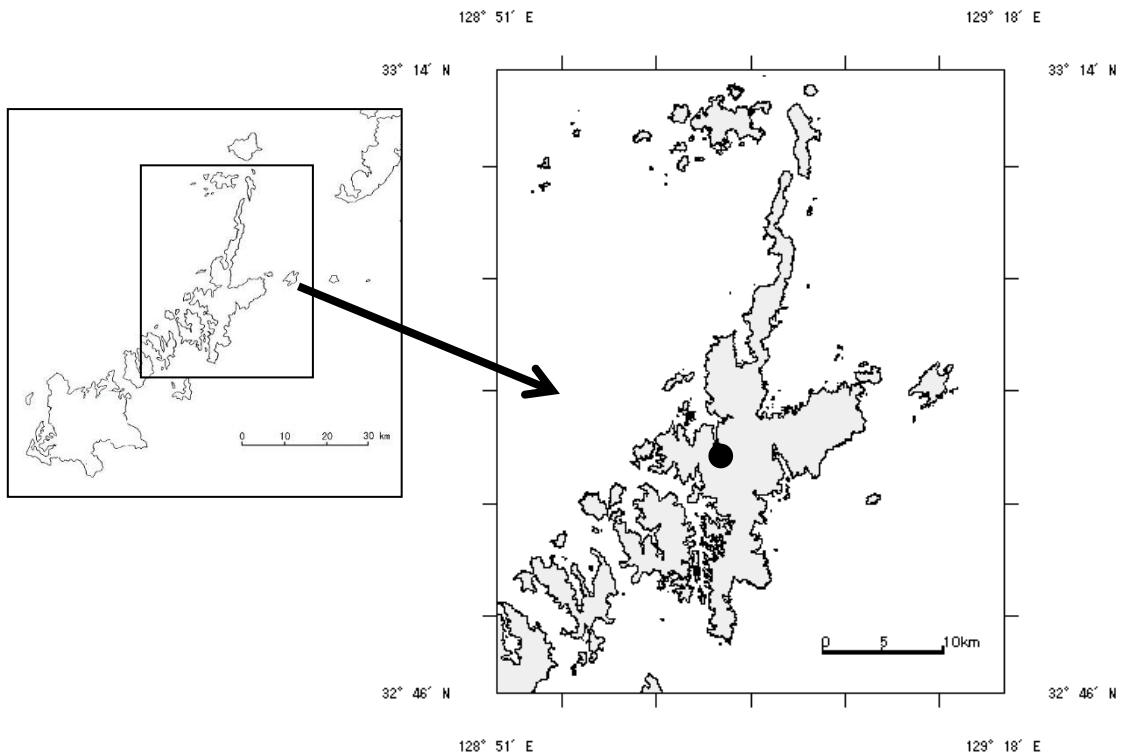 128° 51′ E 129° 18′ E
33° 14′ N 33° 14′ N
0 10 20 30 km
0 5 10km
32° 46′ N 32° 46′ N
128° 51′ E 129° 18′ E